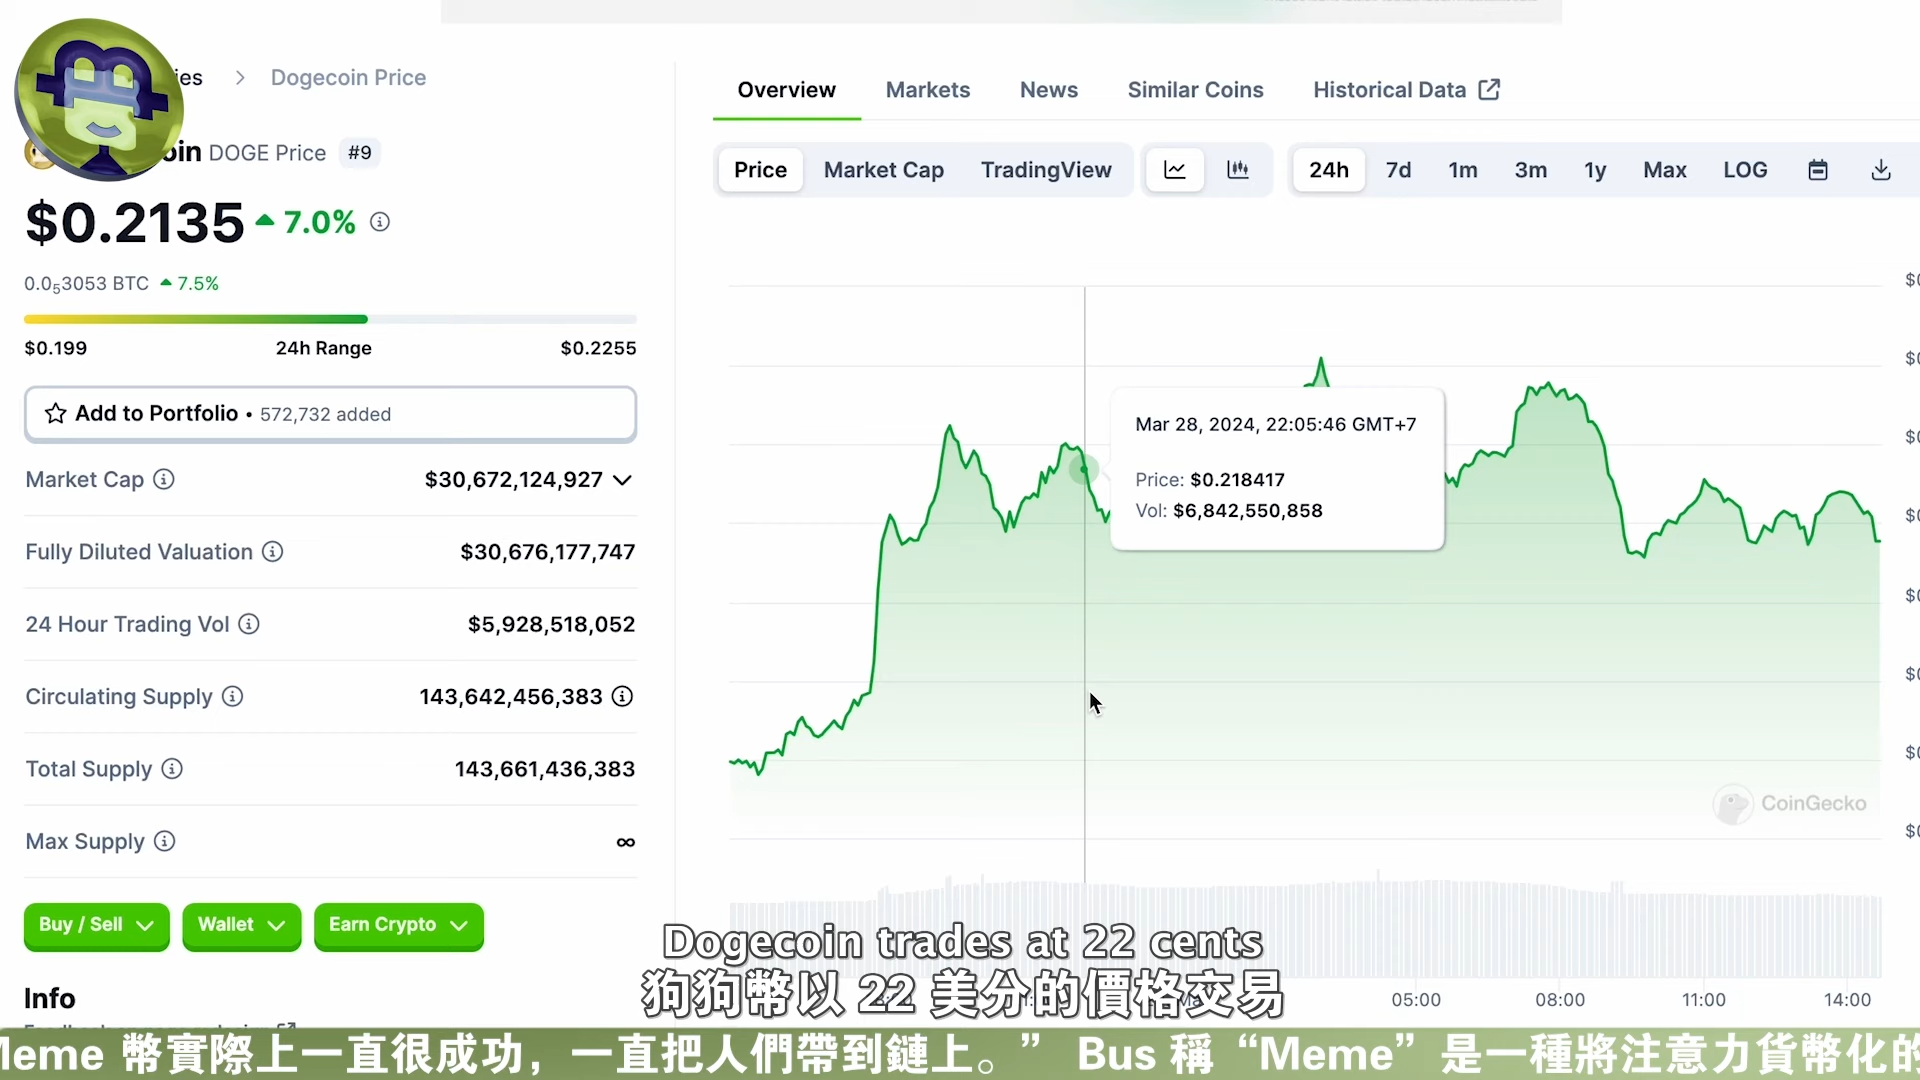 Dogecoin Price
DOGE Price #9
$0.2135 7.0%
0.0₅3053 BTC 7.5%
$0.199 24h Range $0.2255
Add to Portfolio • 572,732 added
Market Cap $30,672,124,927
Fully Diluted Valuation $30,676,177,747
24 Hour Trading Vol $5,928,518,052
Circulating Supply 143,642,456,383
Total Supply 143,661,436,383
Max Supply ∞
Buy / Sell Wallet Earn Crypto
Info
Overview Markets News Similar Coins Historical Data
Price Market Cap TradingView 24h 7d 1m 3m 1y Max LOG
Mar 28, 2024, 22:05:46 GMT+7
Price: $0.218417
Vol: $6,842,550,858
CoinGecko
05:00 08:00 11:00 14:00
Dogecoin trades at 22 cents
狗狗幣以 22 美分的價格交易
Meme 幣實際上一直很成功，一直把人們帶到鏈上。” Bus 稱“Meme”是一種將注意力貨幣化的